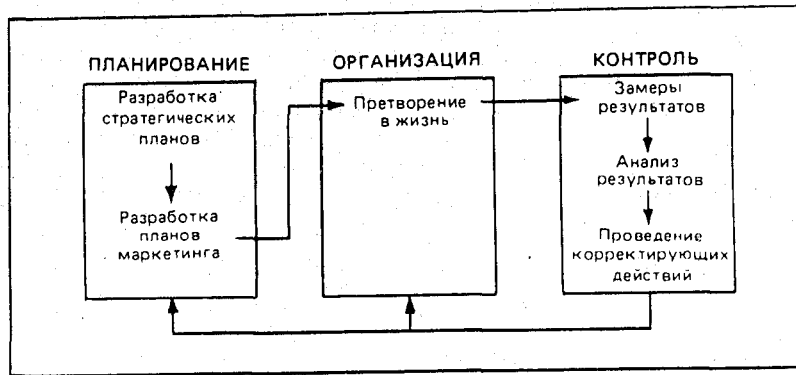 ПЛАНИРОВАНИЕ
Разработка
стратегических
планов
Разработка
планов
маркетинга
ОРГАНИЗАЦИЯ
Претворение
в жизнь
КОНТРОЛЬ
Замеры
результатов
Анализ
результатов
Проведение
корректирующих
действий